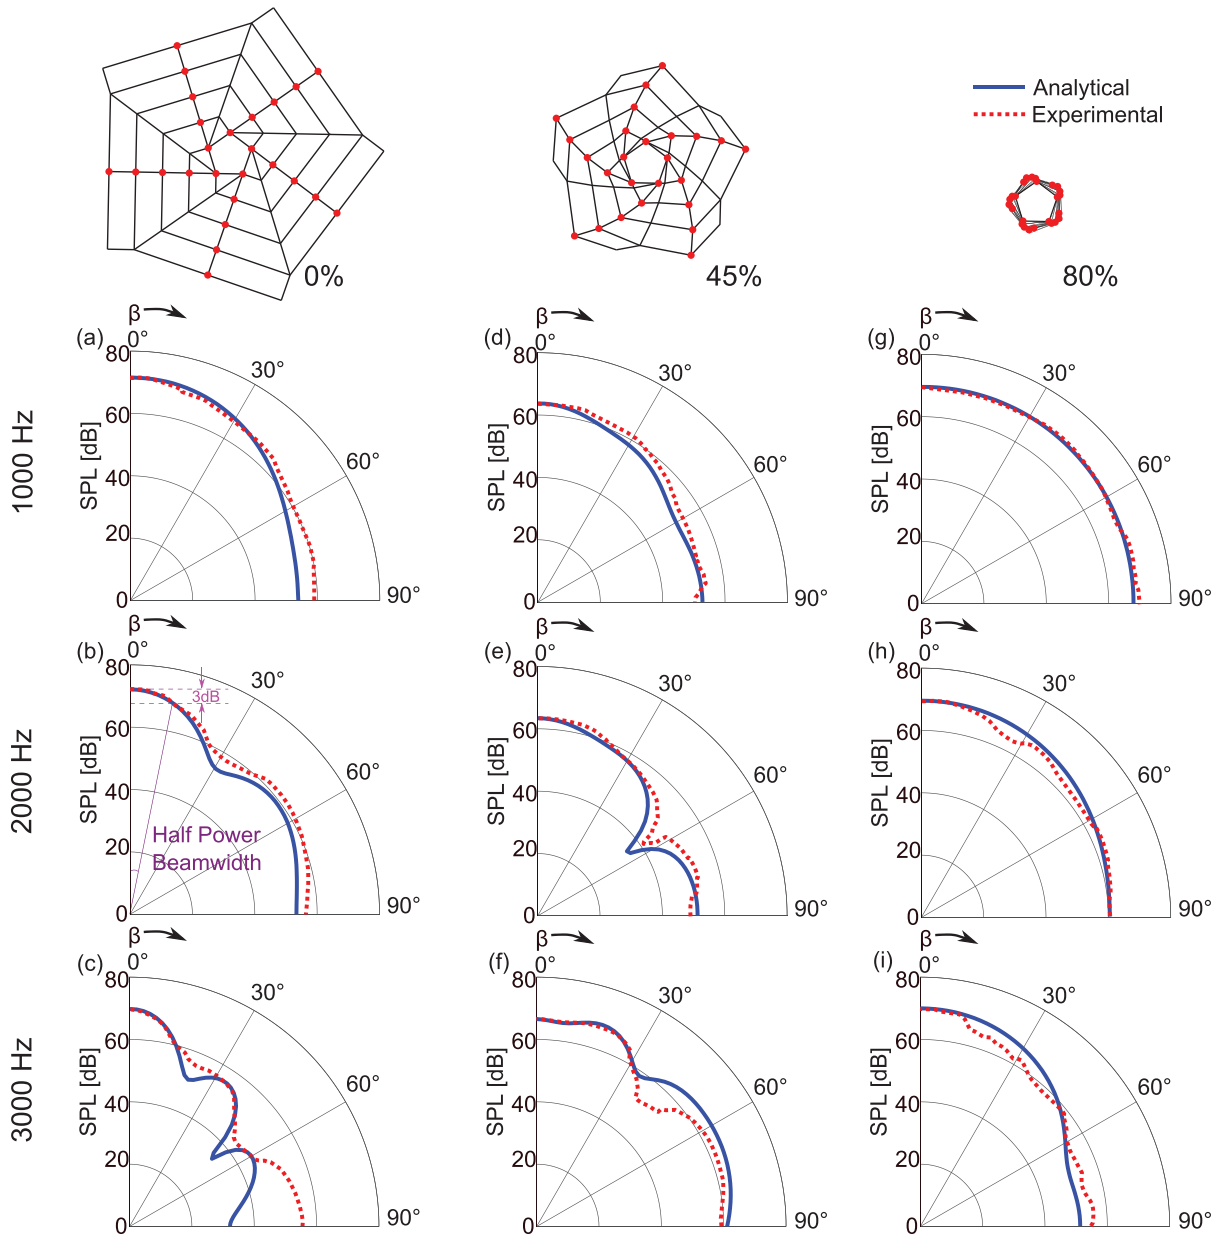 Analytical
Experimental
0%
45%
80%
1000 Hz
(a)
β
0°
30°
60°
90°
80
60
40
20
0
SPL [dB]
(d)
β
0°
30°
60°
90°
80
60
40
20
0
SPL [dB]
(g)
β
0°
30°
60°
90°
80
60
40
20
0
SPL [dB]
2000 Hz
(b)
β
0°
30°
60°
90°
80
60
40
20
0
SPL [dB]
3dB
Half Power
Beamwidth
(e)
β
0°
30°
60°
90°
80
60
40
20
0
SPL [dB]
(h)
β
0°
30°
60°
90°
80
60
40
20
0
SPL [dB]
3000 Hz
(c)
β
0°
30°
60°
90°
80
60
40
20
0
SPL [dB]
(f)
β
0°
30°
60°
90°
80
60
40
20
0
SPL [dB]
(i)
β
0°
30°
60°
90°
80
60
40
20
0
SPL [dB]